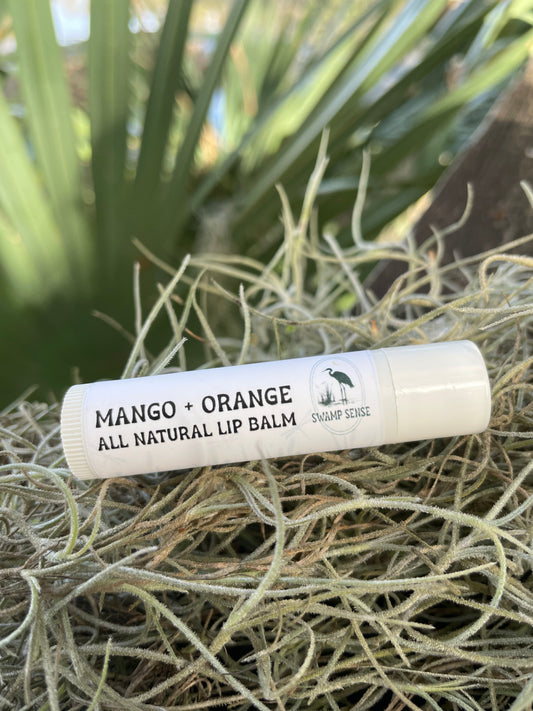 MANGO + ORANGE
ALL NATURAL LIP BALM
SWAMP SENSE